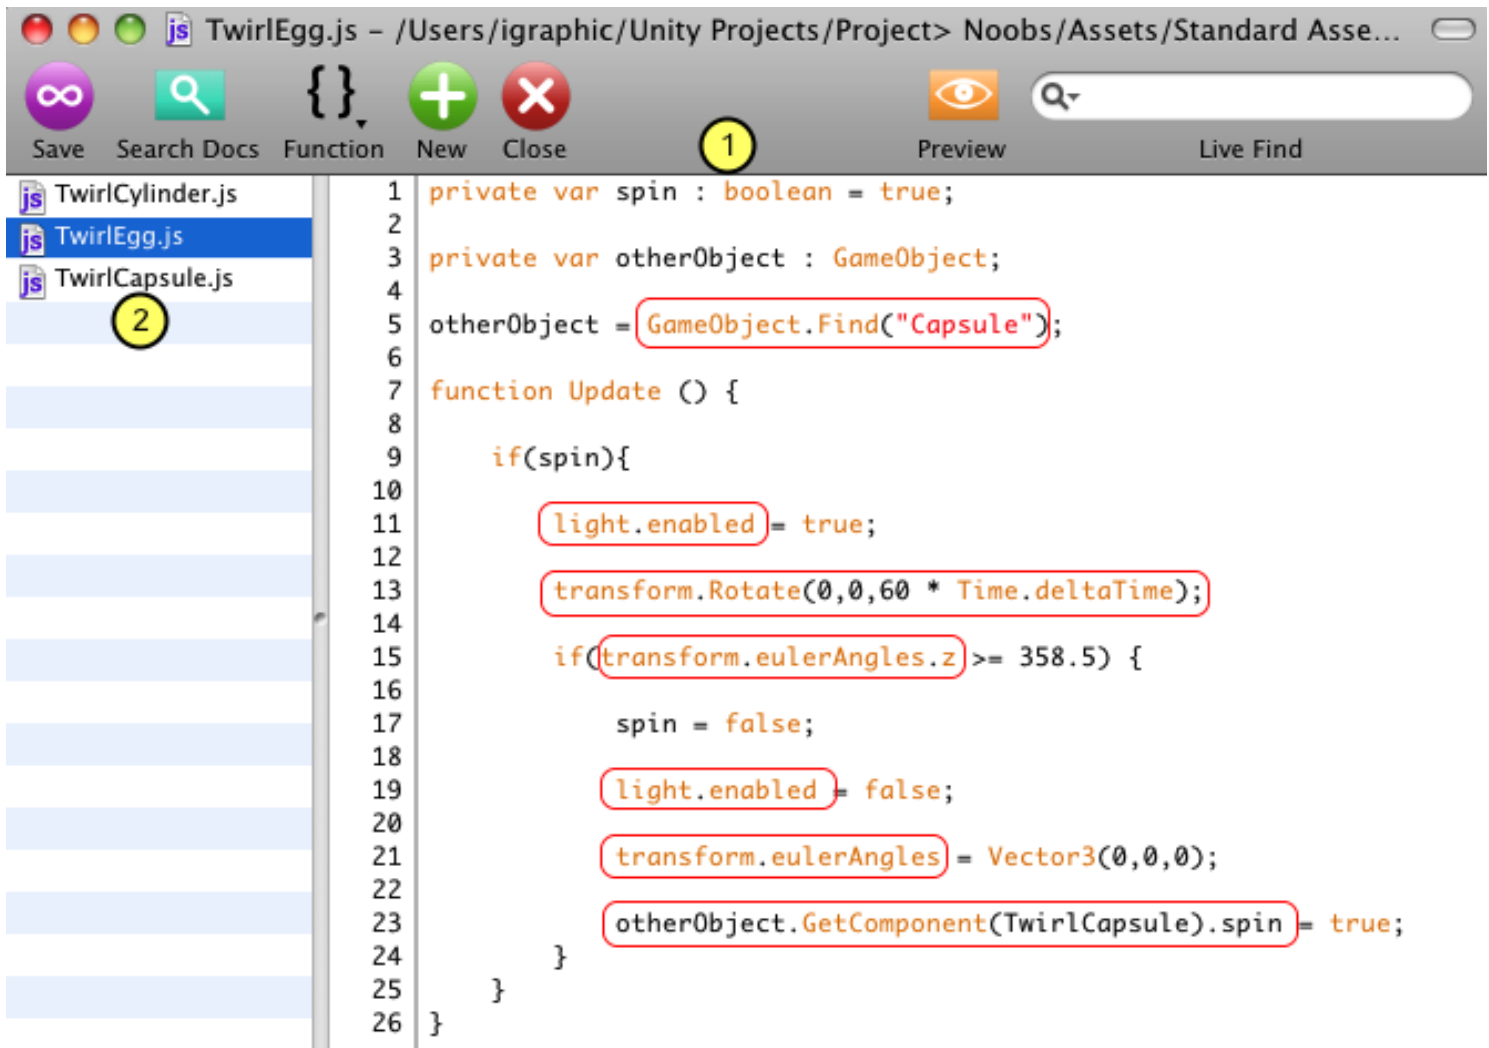 TwirlEgg.js – /Users/igraphic/Unity Projects/Project> Noobs/Assets/Standard Asse...
Save Search Docs Function New Close 1 Preview Live Find
TwirlCylinder.js
TwirlEgg.js
TwirlCapsule.js
2
1 private var spin : boolean = true;
2
3 private var otherObject : GameObject;
4
5 otherObject = GameObject.Find("Capsule");
6
7 function Update () {
8
9 if(spin){
10
11 light.enabled = true;
12
13 transform.Rotate(0,0,60 * Time.deltaTime);
14
15 if(transform.eulerAngles.z >= 358.5) {
16
17 spin = false;
18
19 light.enabled = false;
20
21 transform.eulerAngles = Vector3(0,0,0);
22
23 otherObject.GetComponent(TwirlCapsule).spin = true;
24 }
25 }
26 }